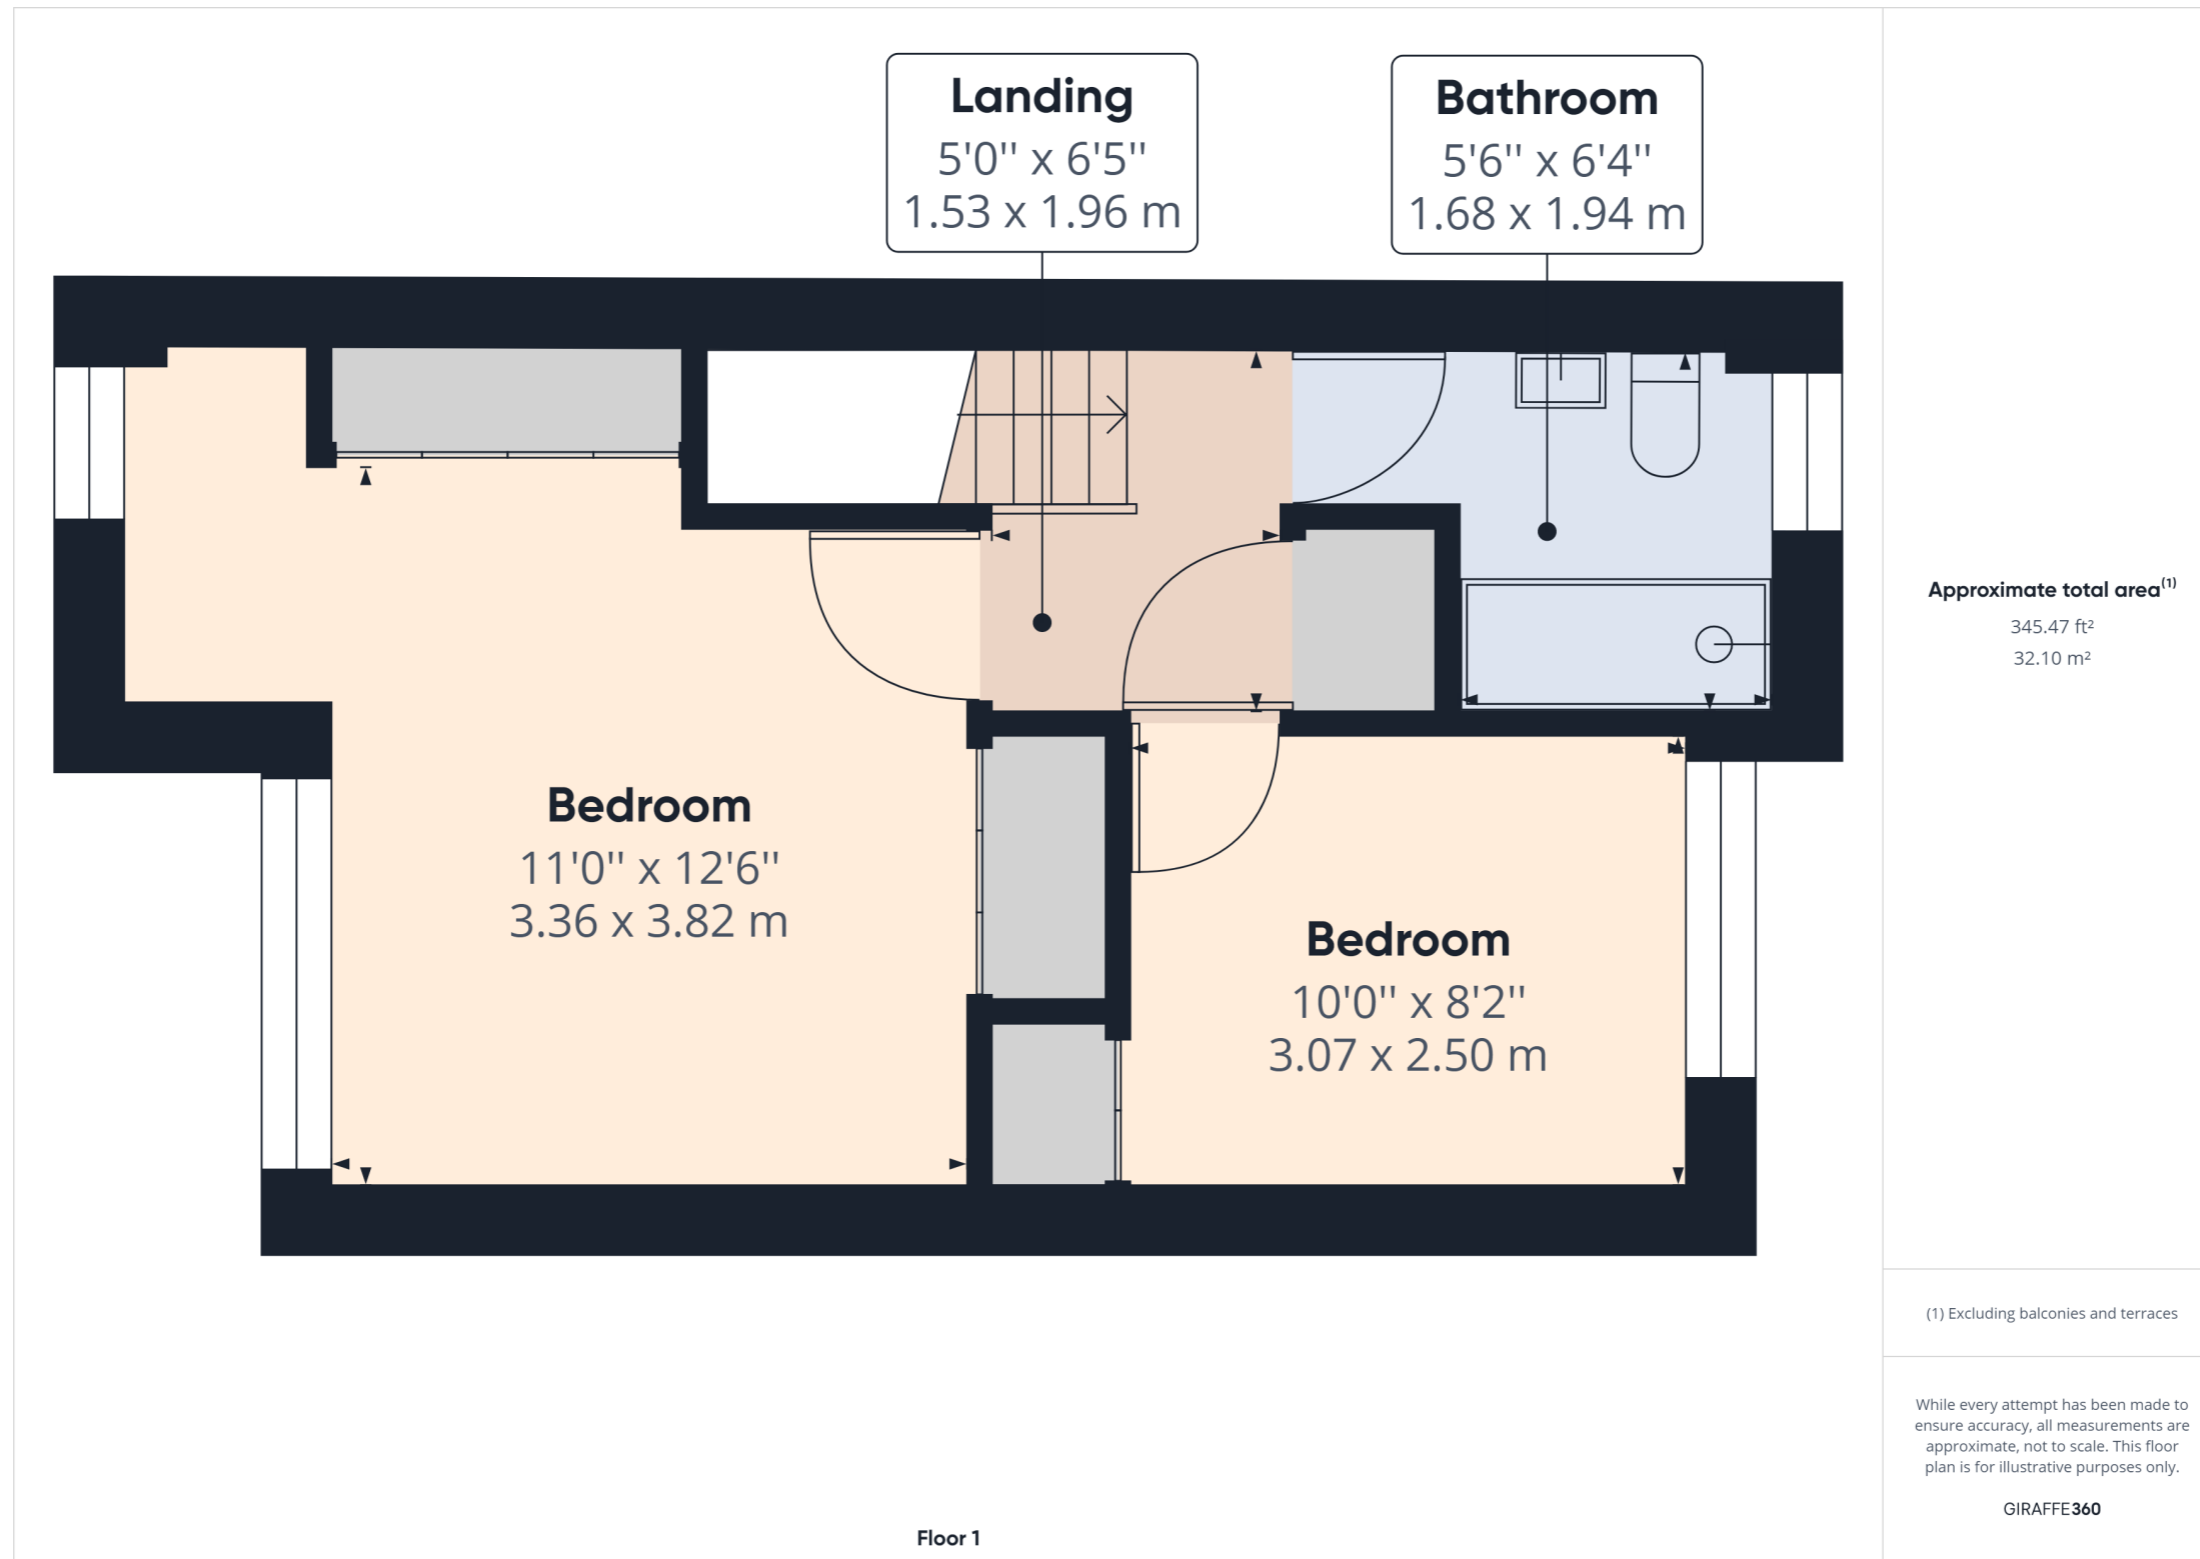 Landing
5'0'' x 6'5''
1.53 x 1.96 m
Bathroom
5'6'' x 6'4''
1.68 x 1.94 m
Bedroom
11'0'' x 12'6''
3.36 x 3.82 m
Bedroom
10'0'' x 8'2''
3.07 x 2.50 m
Floor 1
Approximate total area(1)
345.47 ft²
32.10 m²
(1) Excluding balconies and terraces
While every attempt has been made to
ensure accuracy, all measurements are
approximate, not to scale. This floor
plan is for illustrative purposes only.
GIRAFFE360